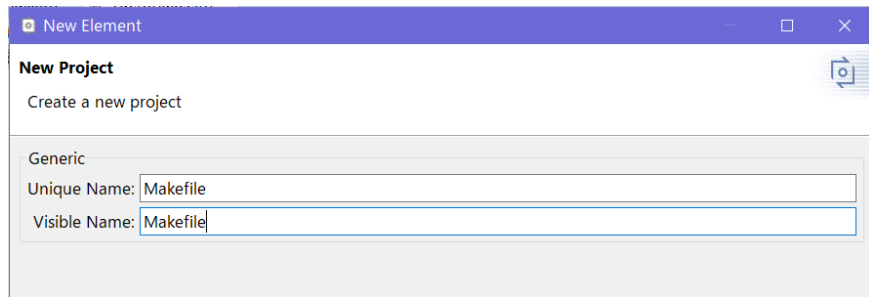 New Element
New Project
Create a new project
Generic
Unique Name: Makefile
Visible Name: Makefile